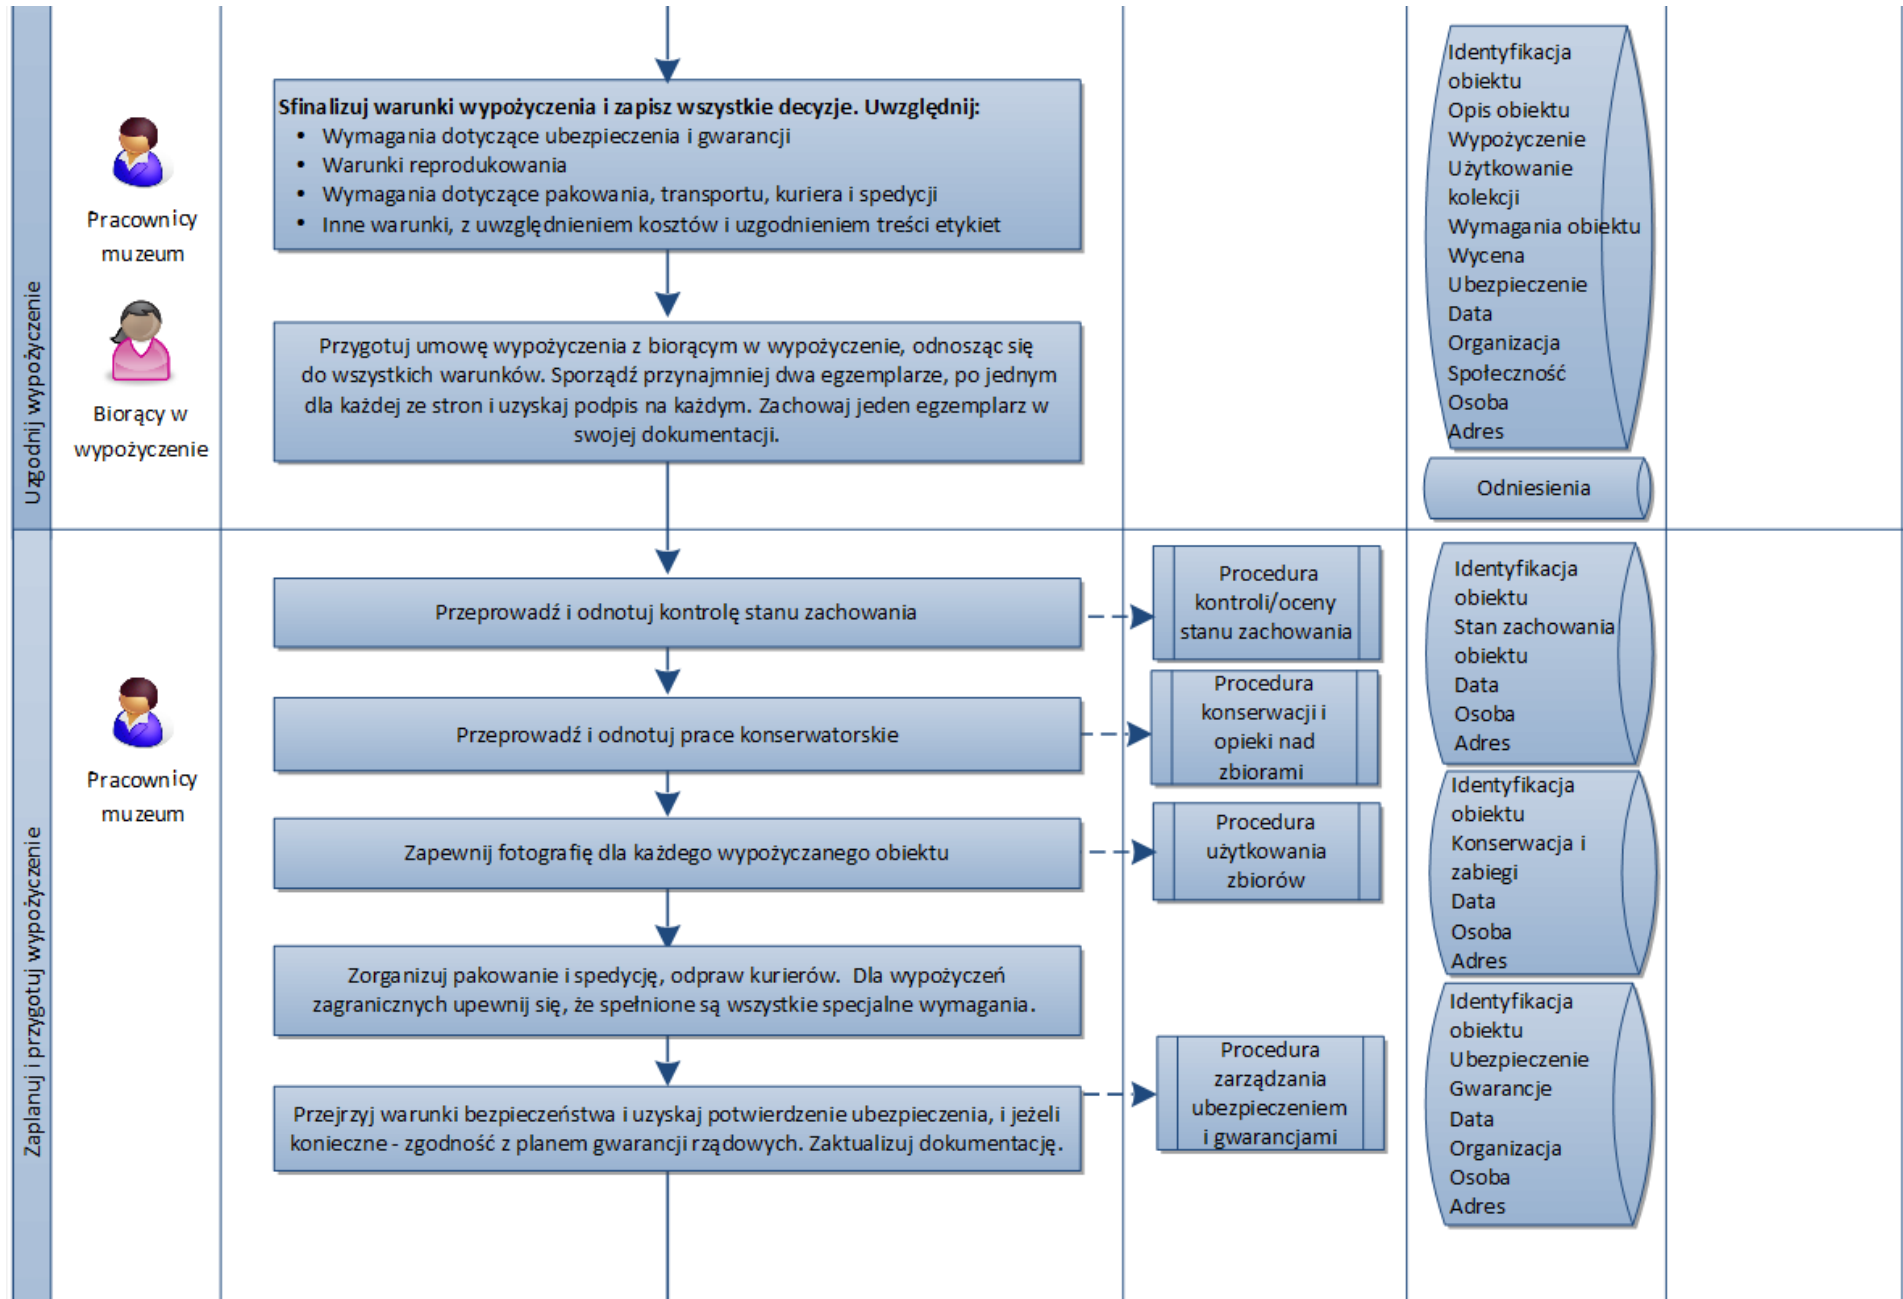 Uzgodnij wypożyczenie
Pracownicy
muzeum
Biorący w
wypożyczenie
Sfinalizuj warunki wypożyczenia i zapisz wszystkie decyzje. Uwzględnij:
• Wymagania dotyczące ubezpieczenia i gwarancji
• Warunki reprodukowania
• Wymagania dotyczące pakowania, transportu, kuriera i spedycji
• Inne warunki, z uwzględnieniem kosztów i uzgodnieniem treści etykiet
Przygotuj umowę wypożyczenia z biorącym w wypożyczenie, odnosząc się
do wszystkich warunków. Sporządź przynajmniej dwa egzemplarze, po jednym
dla każdej ze stron i uzyskaj podpis na każdym. Zachowaj jeden egzemplarz w
swojej dokumentacji.
Identyfikacja
obiektu
Opis obiektu
Wypożyczenie
Użytkowanie
kolekcji
Wymagania obiektu
Wycena
Ubezpieczenie
Data
Organizacja
Społeczność
Osoba
Adres
Odniesienia
Zaplanuj i przygotuj wypożyczenie
Pracownicy
muzeum
Przeprowadź i odnotuj kontrolę stanu zachowania
Przeprowadź i odnotuj prace konserwatorskie
Zapewnij fotografię dla każdego wypożyczanego obiektu
Zorganizuj pakowanie i spedycję, odpraw kurierów. Dla wypożyczeń
zagranicznych upewnij się, że spełnione są wszystkie specjalne wymagania.
Przejrzyj warunki bezpieczeństwa i uzyskaj potwierdzenie ubezpieczenia, i jeżeli
konieczne - zgodność z planem gwarancji rządowych. Zaktualizuj dokumentację.
Procedura
kontroli/oceny
stanu zachowania
Procedura
konserwacji i
opieki nad
zbiorami
Procedura
użytkowania
zbiorów
Procedura
zarządzania
ubezpieczeniem
i gwarancjami
Identyfikacja
obiektu
Stan zachowania
obiektu
Data
Osoba
Adres
Identyfikacja
obiektu
Konserwacja i
zabiegi
Data
Osoba
Adres
Identyfikacja
obiektu
Ubezpieczenie
Gwarancje
Data
Organizacja
Osoba
Adres